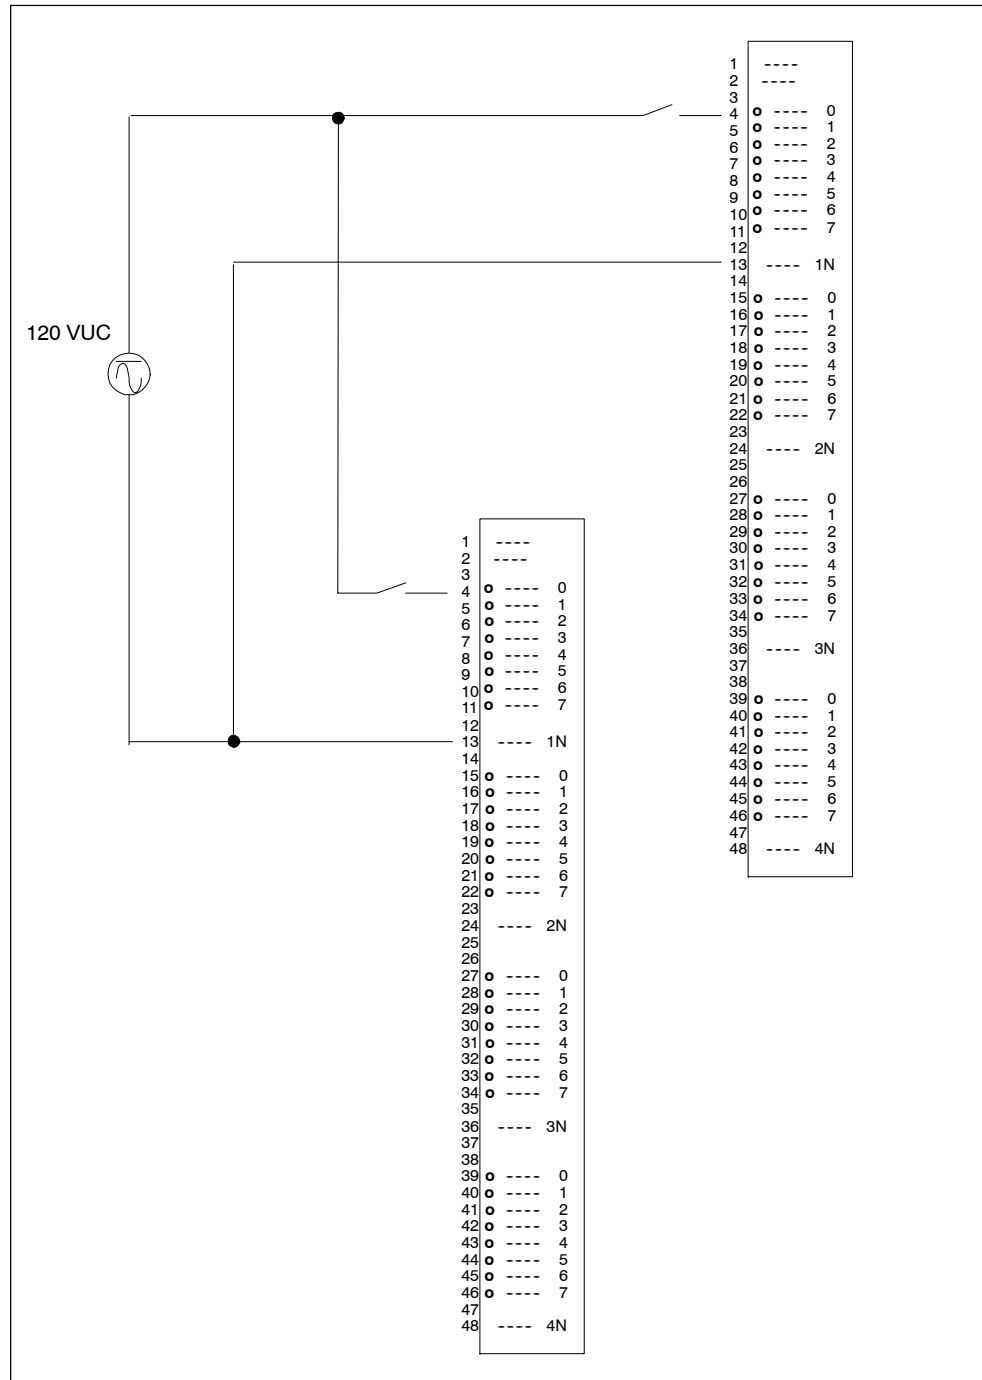 120 VUC
1 ----
2 ----
3
4 o ---- 0
5 o ---- 1
6 o ---- 2
7 o ---- 3
8 o ---- 4
9 o ---- 5
10 o ---- 6
11 o ---- 7
12
13 ---- 1N
14
15 o ---- 0
16 o ---- 1
17 o ---- 2
18 o ---- 3
19 o ---- 4
20 o ---- 5
21 o ---- 6
22 o ---- 7
23
24 ---- 2N
25
26
27 o ---- 0
28 o ---- 1
29 o ---- 2
30 o ---- 3
31 o ---- 4
32 o ---- 5
33 o ---- 6
34 o ---- 7
35
36 ---- 3N
37
38
39 o ---- 0
40 o ---- 1
41 o ---- 2
42 o ---- 3
43 o ---- 4
44 o ---- 5
45 o ---- 6
46 o ---- 7
47
48 ---- 4N
1 ----
2 ----
3
4 o ---- 0
5 o ---- 1
6 o ---- 2
7 o ---- 3
8 o ---- 4
9 o ---- 5
10 o ---- 6
11 o ---- 7
12
13 ---- 1N
14
15 o ---- 0
16 o ---- 1
17 o ---- 2
18 o ---- 3
19 o ---- 4
20 o ---- 5
21 o ---- 6
22 o ---- 7
23
24 ---- 2N
25
26
27 o ---- 0
28 o ---- 1
29 o ---- 2
30 o ---- 3
31 o ---- 4
32 o ---- 5
33 o ---- 6
34 o ---- 7
35
36 ---- 3N
37
38
39 o ---- 0
40 o ---- 1
41 o ---- 2
42 o ---- 3
43 o ---- 4
44 o ---- 5
45 o ---- 6
46 o ---- 7
47
48 ---- 4N